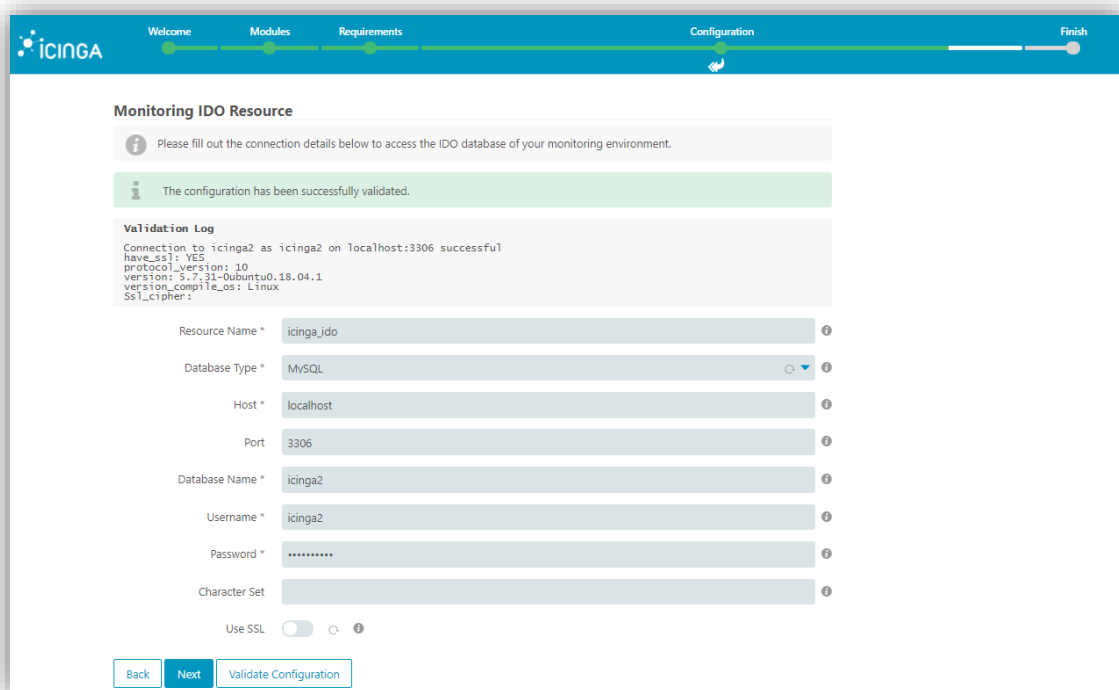 Welcome
Modules
Requirements
Configuration
Finish
icinga
Monitoring IDO Resource
Please fill out the connection details below to access the IDO database of your monitoring environment.
The configuration has been successfully validated.
Validation Log
Connection to icinga2 as icinga2 on localhost:3306 successful
have_ssl: YES
protocol_version: 10
version: 5.7.31-0ubuntu0.18.04.1
version_compile_os: Linux
Ssl_cipher:
Resource Name *
icinga_ido
Database Type *
MySQL
Host *
localhost
Port
3306
Database Name *
icinga2
Username *
icinga2
Password *
••••••••••
Character Set
Use SSL
Back
Next
Validate Configuration